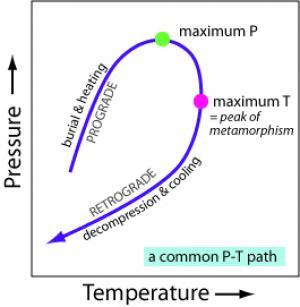 maximum P
burial & heating
PROGRADE
maximum T
= peak of
metamorphism
Pressure
RETROGRADE
decompression & cooling
a common P-T path
Temperature